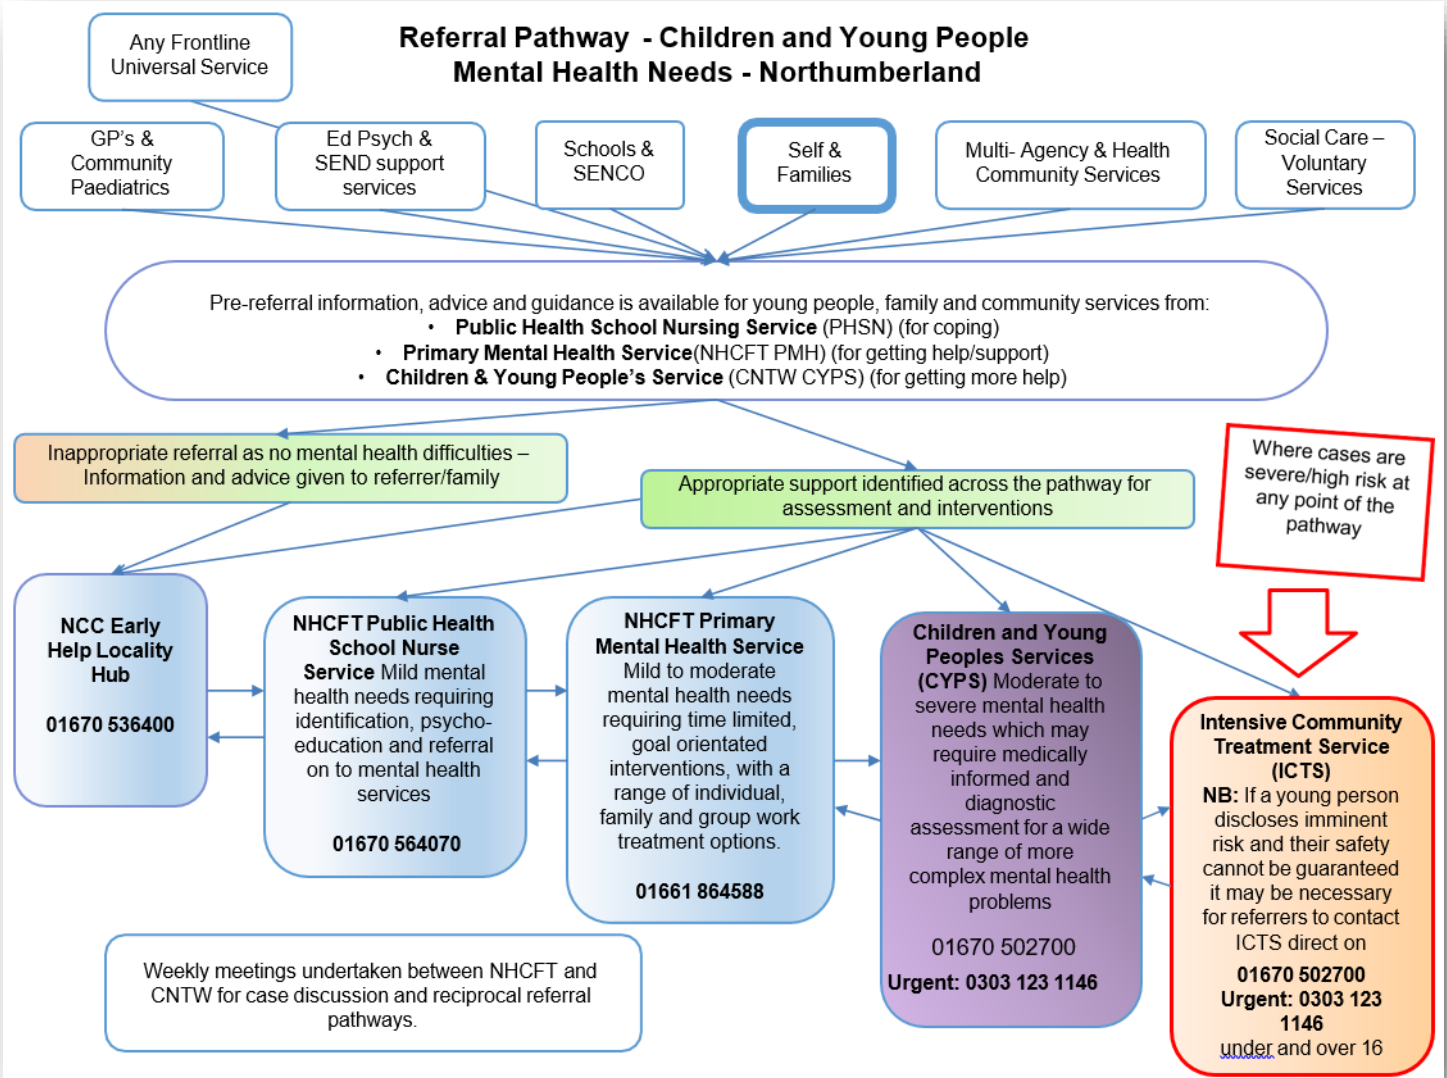 Referral Pathway - Children and Young People
Mental Health Needs - Northumberland
Any Frontline
Universal Service
GP's &
Community
Paediatrics
Ed Psych &
SEND support
services
Schools &
SENCO
Self &
Families
Multi- Agency & Health
Community Services
Social Care –
Voluntary
Services
Pre-referral information, advice and guidance is available for young people, family and community services from:
• Public Health School Nursing Service (PHSN) (for coping)
• Primary Mental Health Service(NHCFT PMH) (for getting help/support)
• Children & Young People's Service (CNTW CYPS) (for getting more help)
Inappropriate referral as no mental health difficulties –
Information and advice given to referrer/family
Appropriate support identified across the pathway for
assessment and interventions
Where cases are
severe/high risk at
any point of the
pathway
NCC Early
Help Locality
Hub
01670 536400
NHCFT Public Health
School Nurse
Service Mild mental
health needs requiring
identification, psycho-
education and referral
on to mental health
services
01670 564070
NHCFT Primary
Mental Health Service
Mild to moderate
mental health needs
requiring time limited,
goal orientated
interventions, with a
range of individual,
family and group work
treatment options.
01661 864588
Children and Young
Peoples Services
(CYPS) Moderate to
severe mental health
needs which may
require medically
informed and
diagnostic
assessment for a wide
range of more
complex mental health
problems
01670 502700
Urgent: 0303 123 1146
Intensive Community
Treatment Service
(ICTS)
NB: If a young person
discloses imminent
risk and their safety
cannot be guaranteed
it may be necessary
for referrers to contact
ICTS direct on
01670 502700
Urgent: 0303 123
1146
under and over 16
Weekly meetings undertaken between NHCFT and
CNTW for case discussion and reciprocal referral
pathways.